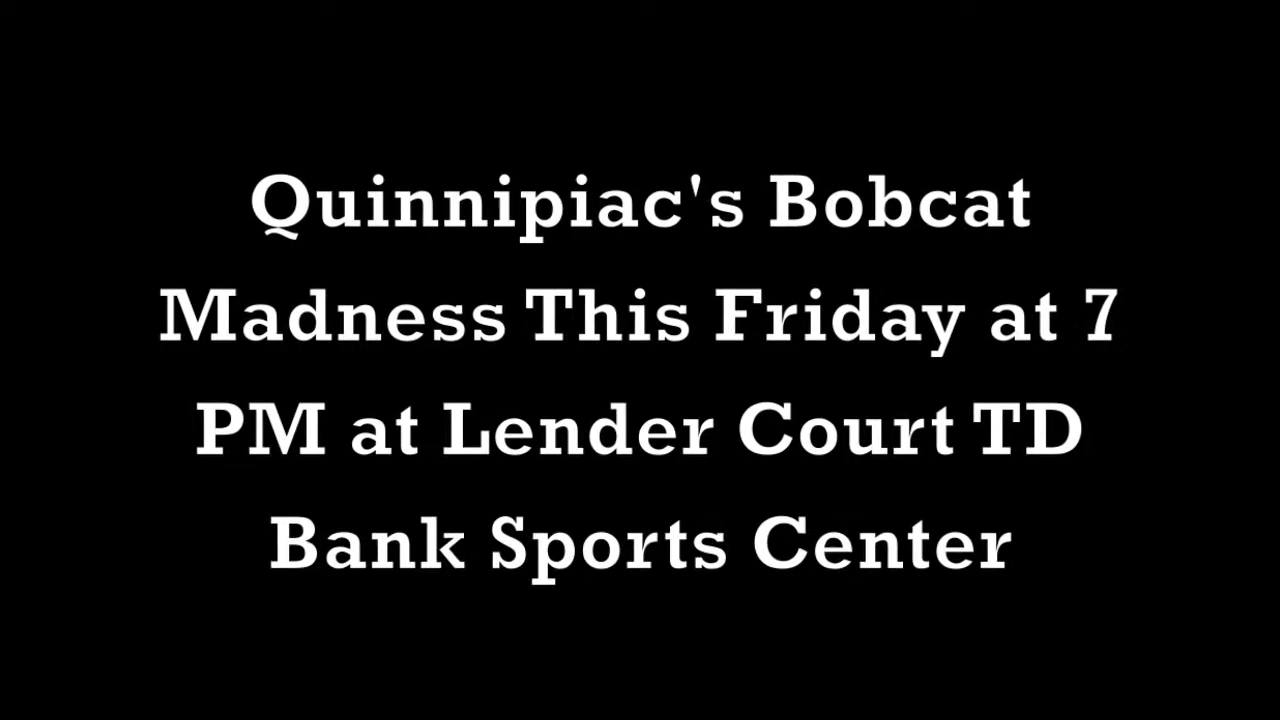 Quinnipiac's Bobcat
Madness This Friday at 7
PM at Lender Court TD
Bank Sports Center